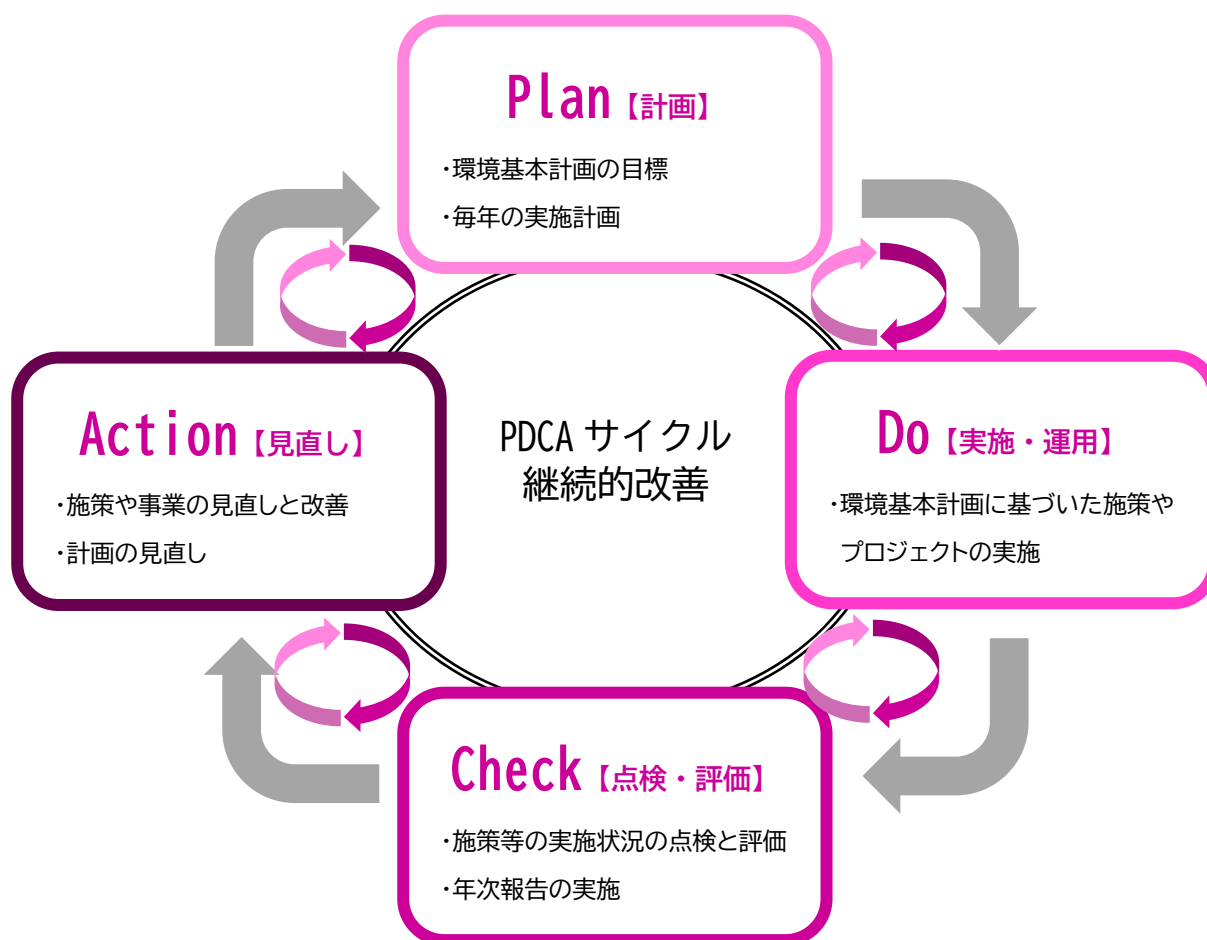 Plan【計画】
・環境基本計画の目標
・毎年の実施計画
Action【見直し】
・施策や事業の見直しと改善
・計画の見直し
PDCA サイクル
継続的改善
Do【実施・運用】
・環境基本計画に基づいた施策や
プロジェクトの実施
Check【点検・評価】
・施策等の実施状況の点検と評価
・年次報告の実施